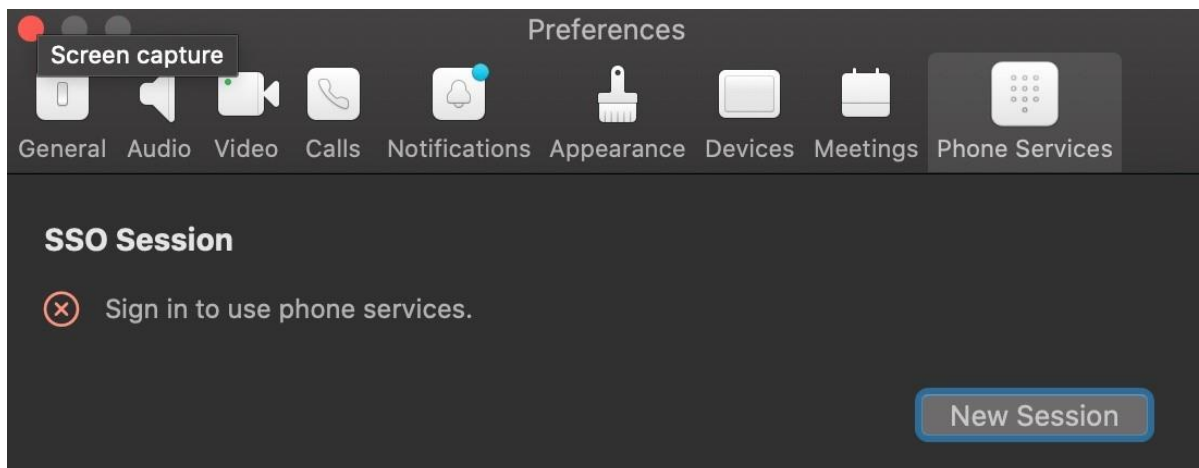 Preferences
Screen capture
General Audio Video Calls Notifications Appearance Devices Meetings Phone Services
SSO Session
Sign in to use phone services.
New Session